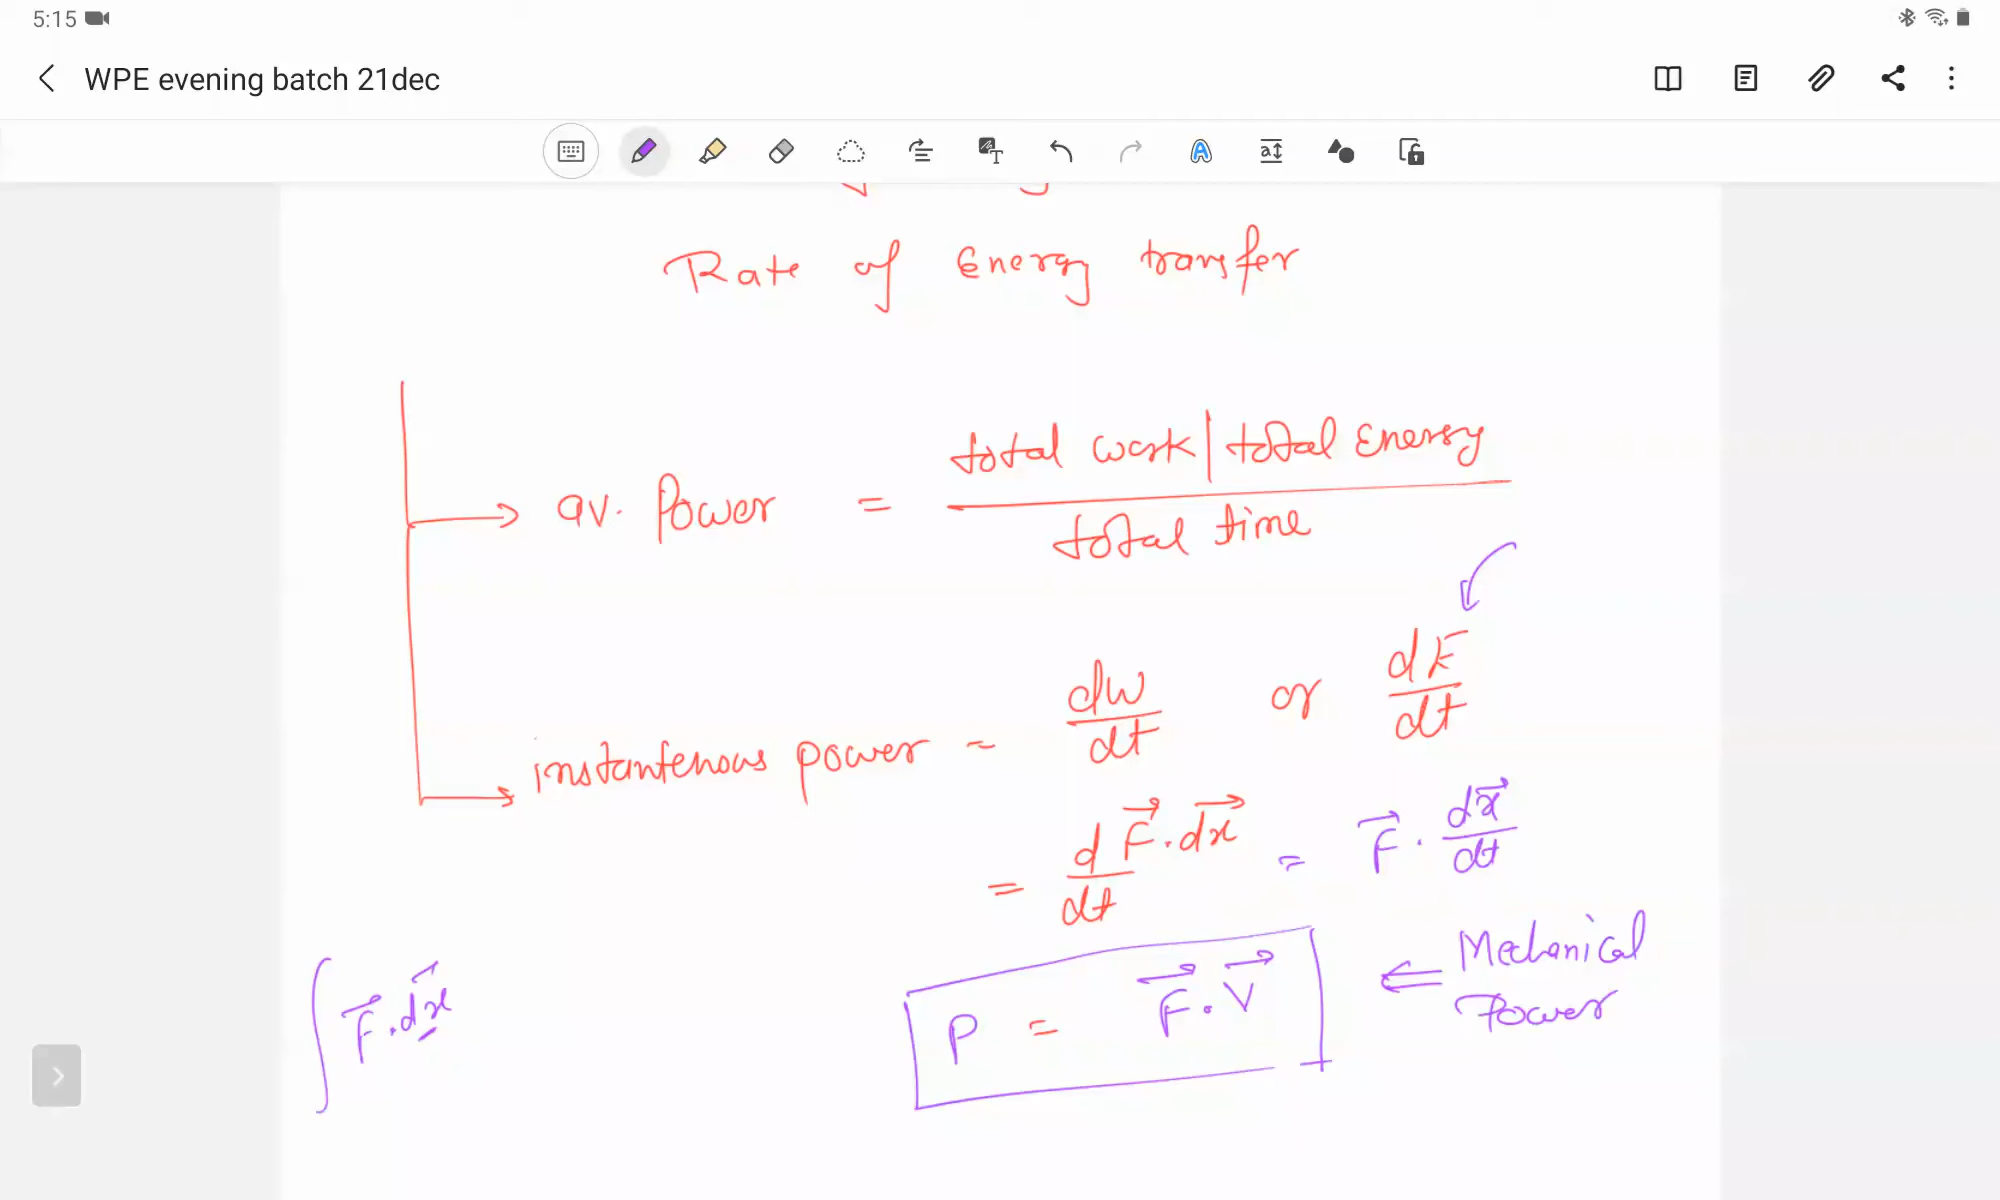 5:15
WPE evening batch 21dec
Rate of Energy transfer
av. Power = total work | total Energy / total time
instantenous power = dw/dt or dE/dt
= d/dt F⃗.dx⃗ = F⃗ . dx⃗/dt
∫ F⃗.dx⃗
P = F⃗.V⃗ ⇐ Mechanical Power